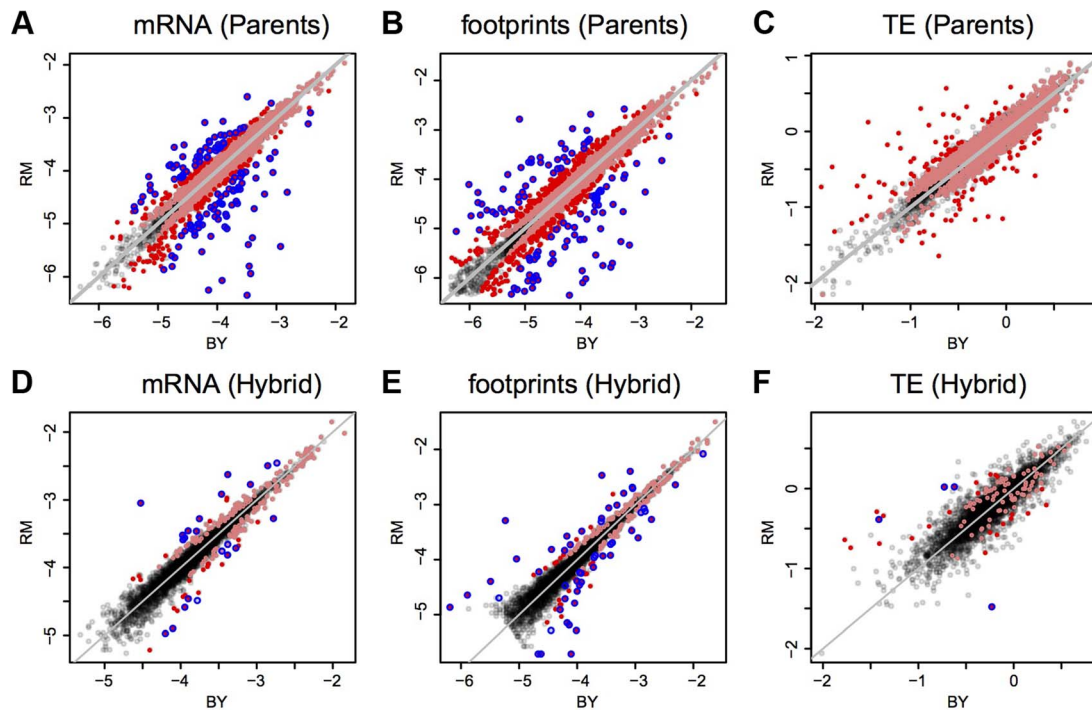 A mRNA (Parents)
B footprints (Parents)
C TE (Parents)
RM
-2
-3
-4
-5
-6
-6 -5 -4 -3 -2
BY
RM
-2
-3
-4
-5
-6
-6 -5 -4 -3 -2
BY
RM
1
0
-1
-2
-2 -1 0
BY
D mRNA (Hybrid)
E footprints (Hybrid)
F TE (Hybrid)
RM
-2
-3
-4
-5
-5 -4 -3 -2
BY
RM
-2
-3
-4
-5
-6 -5 -4 -3 -2
BY
RM
0
-1
-2
-2 -1 0
BY